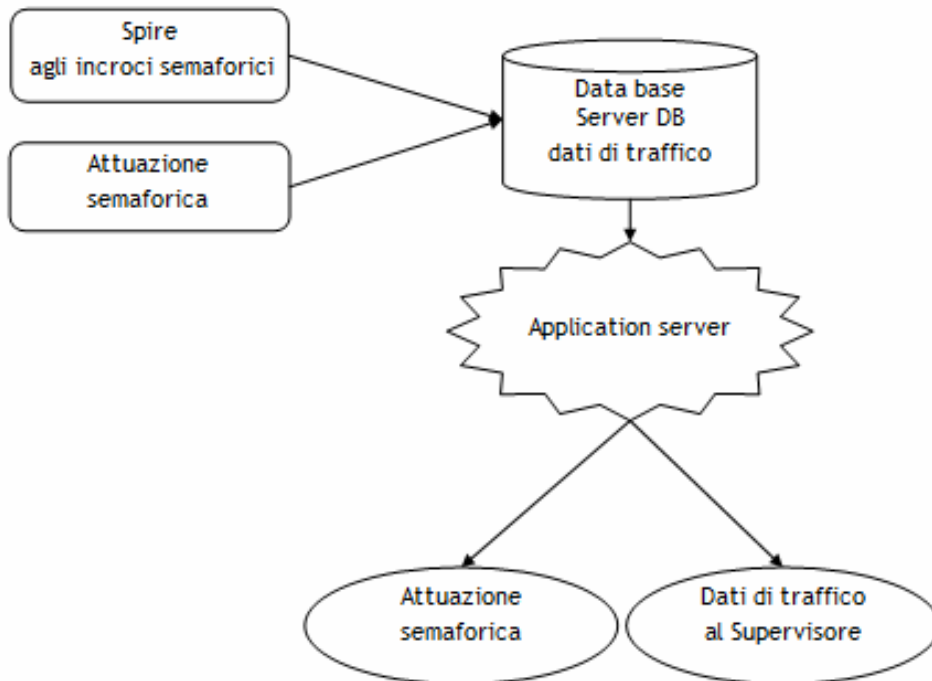 Spire
agli incroci semaforici
Data base
Server DB
dati di traffico
Attuazione
semaforica
Application server
Attuazione
semaforica
Dati di traffico
al Supervisore